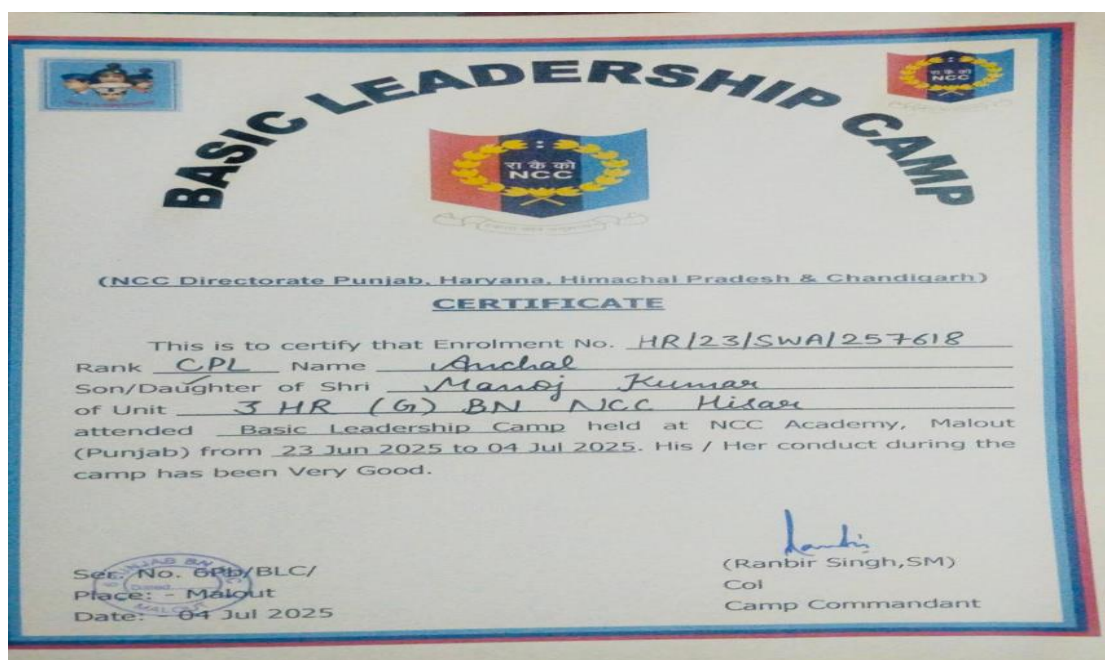 BASIC LEADERSHIP CAMP
रा कै को
NCC
रा कै को
NCC
(NCC Directorate Punjab, Haryana, Himachal Pradesh & Chandigarh)
CERTIFICATE
This is to certify that Enrolment No. HR/23/SWA/257618
Rank CPL Name Anchal
Son/Daughter of Shri Manoj Kumar
of Unit 3 HR (G) BN NCC Hisar
attended Basic Leadership Camp held at NCC Academy, Malout
(Punjab) from 23 Jun 2025 to 04 Jul 2025. His / Her conduct during the
camp has been Very Good.
(Ranbir Singh,SM)
Col
Camp Commandant
Ser. No. 6Pb/BLC/
Place: - Malout
Date: - 04 Jul 2025
PUNJAB BN
MALOUT